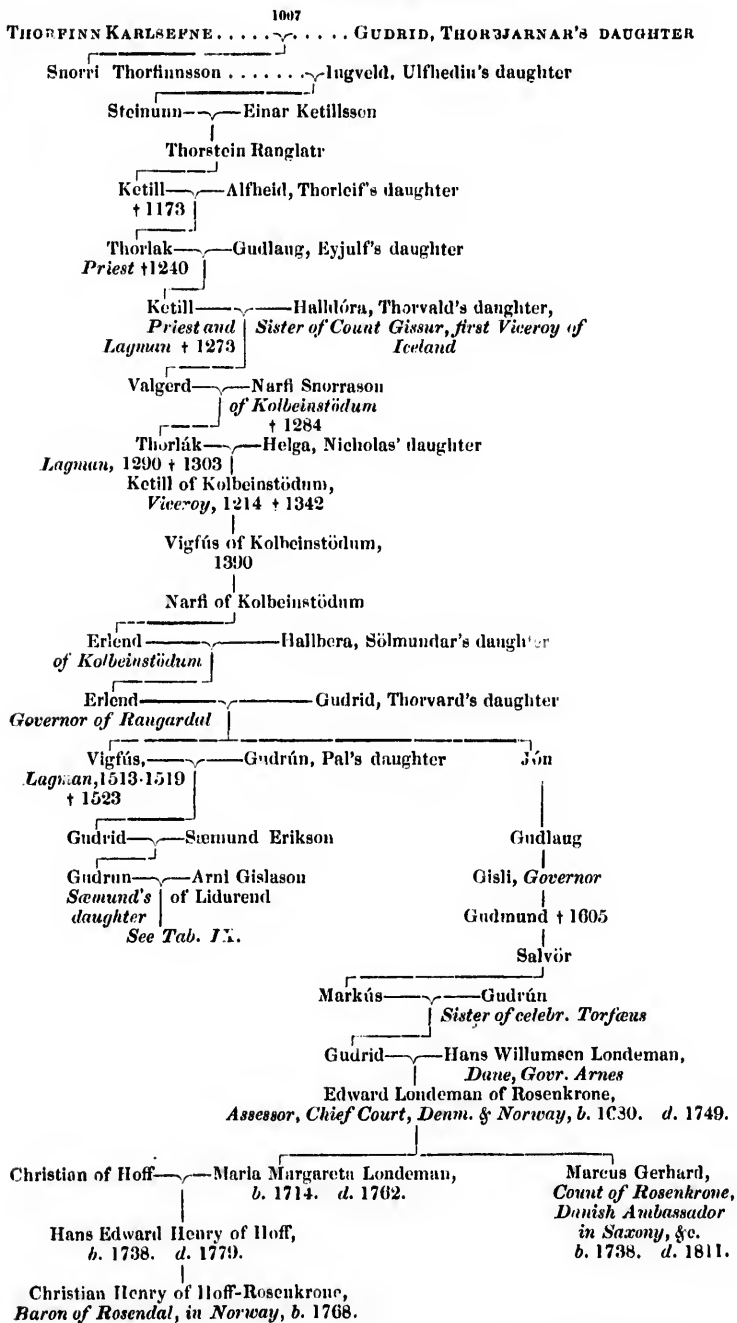 1007
THORFINN KARLSEFNE . . . . . . . . . . GUDRID, THORBJARNAR'S DAUGHTER
Snorri Thorfinnsson . . . . . . . Ingveld, Ulfhedin's daughter
Steinunn Einar Ketillsson
Thorstein Ranglatr
Ketill Alfheid, Thorleif's daughter
† 1173
Thorlak Gudlaug, Eyjulf's daughter
Priest †1240
Ketill Halldóra, Thorvald's daughter,
Priest and Sister of Count Gissur, first Viceroy of
Lagman † 1273 Iceland
Valgerd Narfi Snorrason
of Kolbeinstödum
† 1284
Thorlák Helga, Nicholas' daughter
Lagman, 1290 † 1303
Ketill of Kolbeinstödum,
Viceroy, 1214 † 1342
Vigfús of Kolbeinstödum,
1390
Narfi of Kolbeinstödum
Erlend Hallbera, Sölmundar's daughter
of Kolbeinstödum
Erlend Gudrid, Thorvard's daughter
Governor of Rangardal
Vigfús, Gudrún, Pal's daughter Jón
Lagman, 1513-1519
† 1523
Gudrid Sæmund Erikson Gudlaug
Gudrun Arni Gislason Gisli, Governor
Sæmund's of Lidurend
daughter Gudmund † 1605
See Tab. IX.
Salvör
Markús Gudrún
Sister of celebr. Torfæus
Gudrid Hans Willumsen Londeman,
Dane, Govr. Arnes
Edward Londeman of Rosenkrone,
Assessor, Chief Court, Denm. & Norway, b. 1630. d. 1749.
Christian of Hoff Maria Margareta Londeman, Marcus Gerhard,
b. 1714. d. 1762. Count of Rosenkrone,
Danish Ambassador
in Saxony, &c.
Hans Edward Henry of Hoff, b. 1738. d. 1811.
b. 1738. d. 1779.
Christian Henry of Hoff-Rosenkrone,
Baron of Rosendal, in Norway, b. 1768.